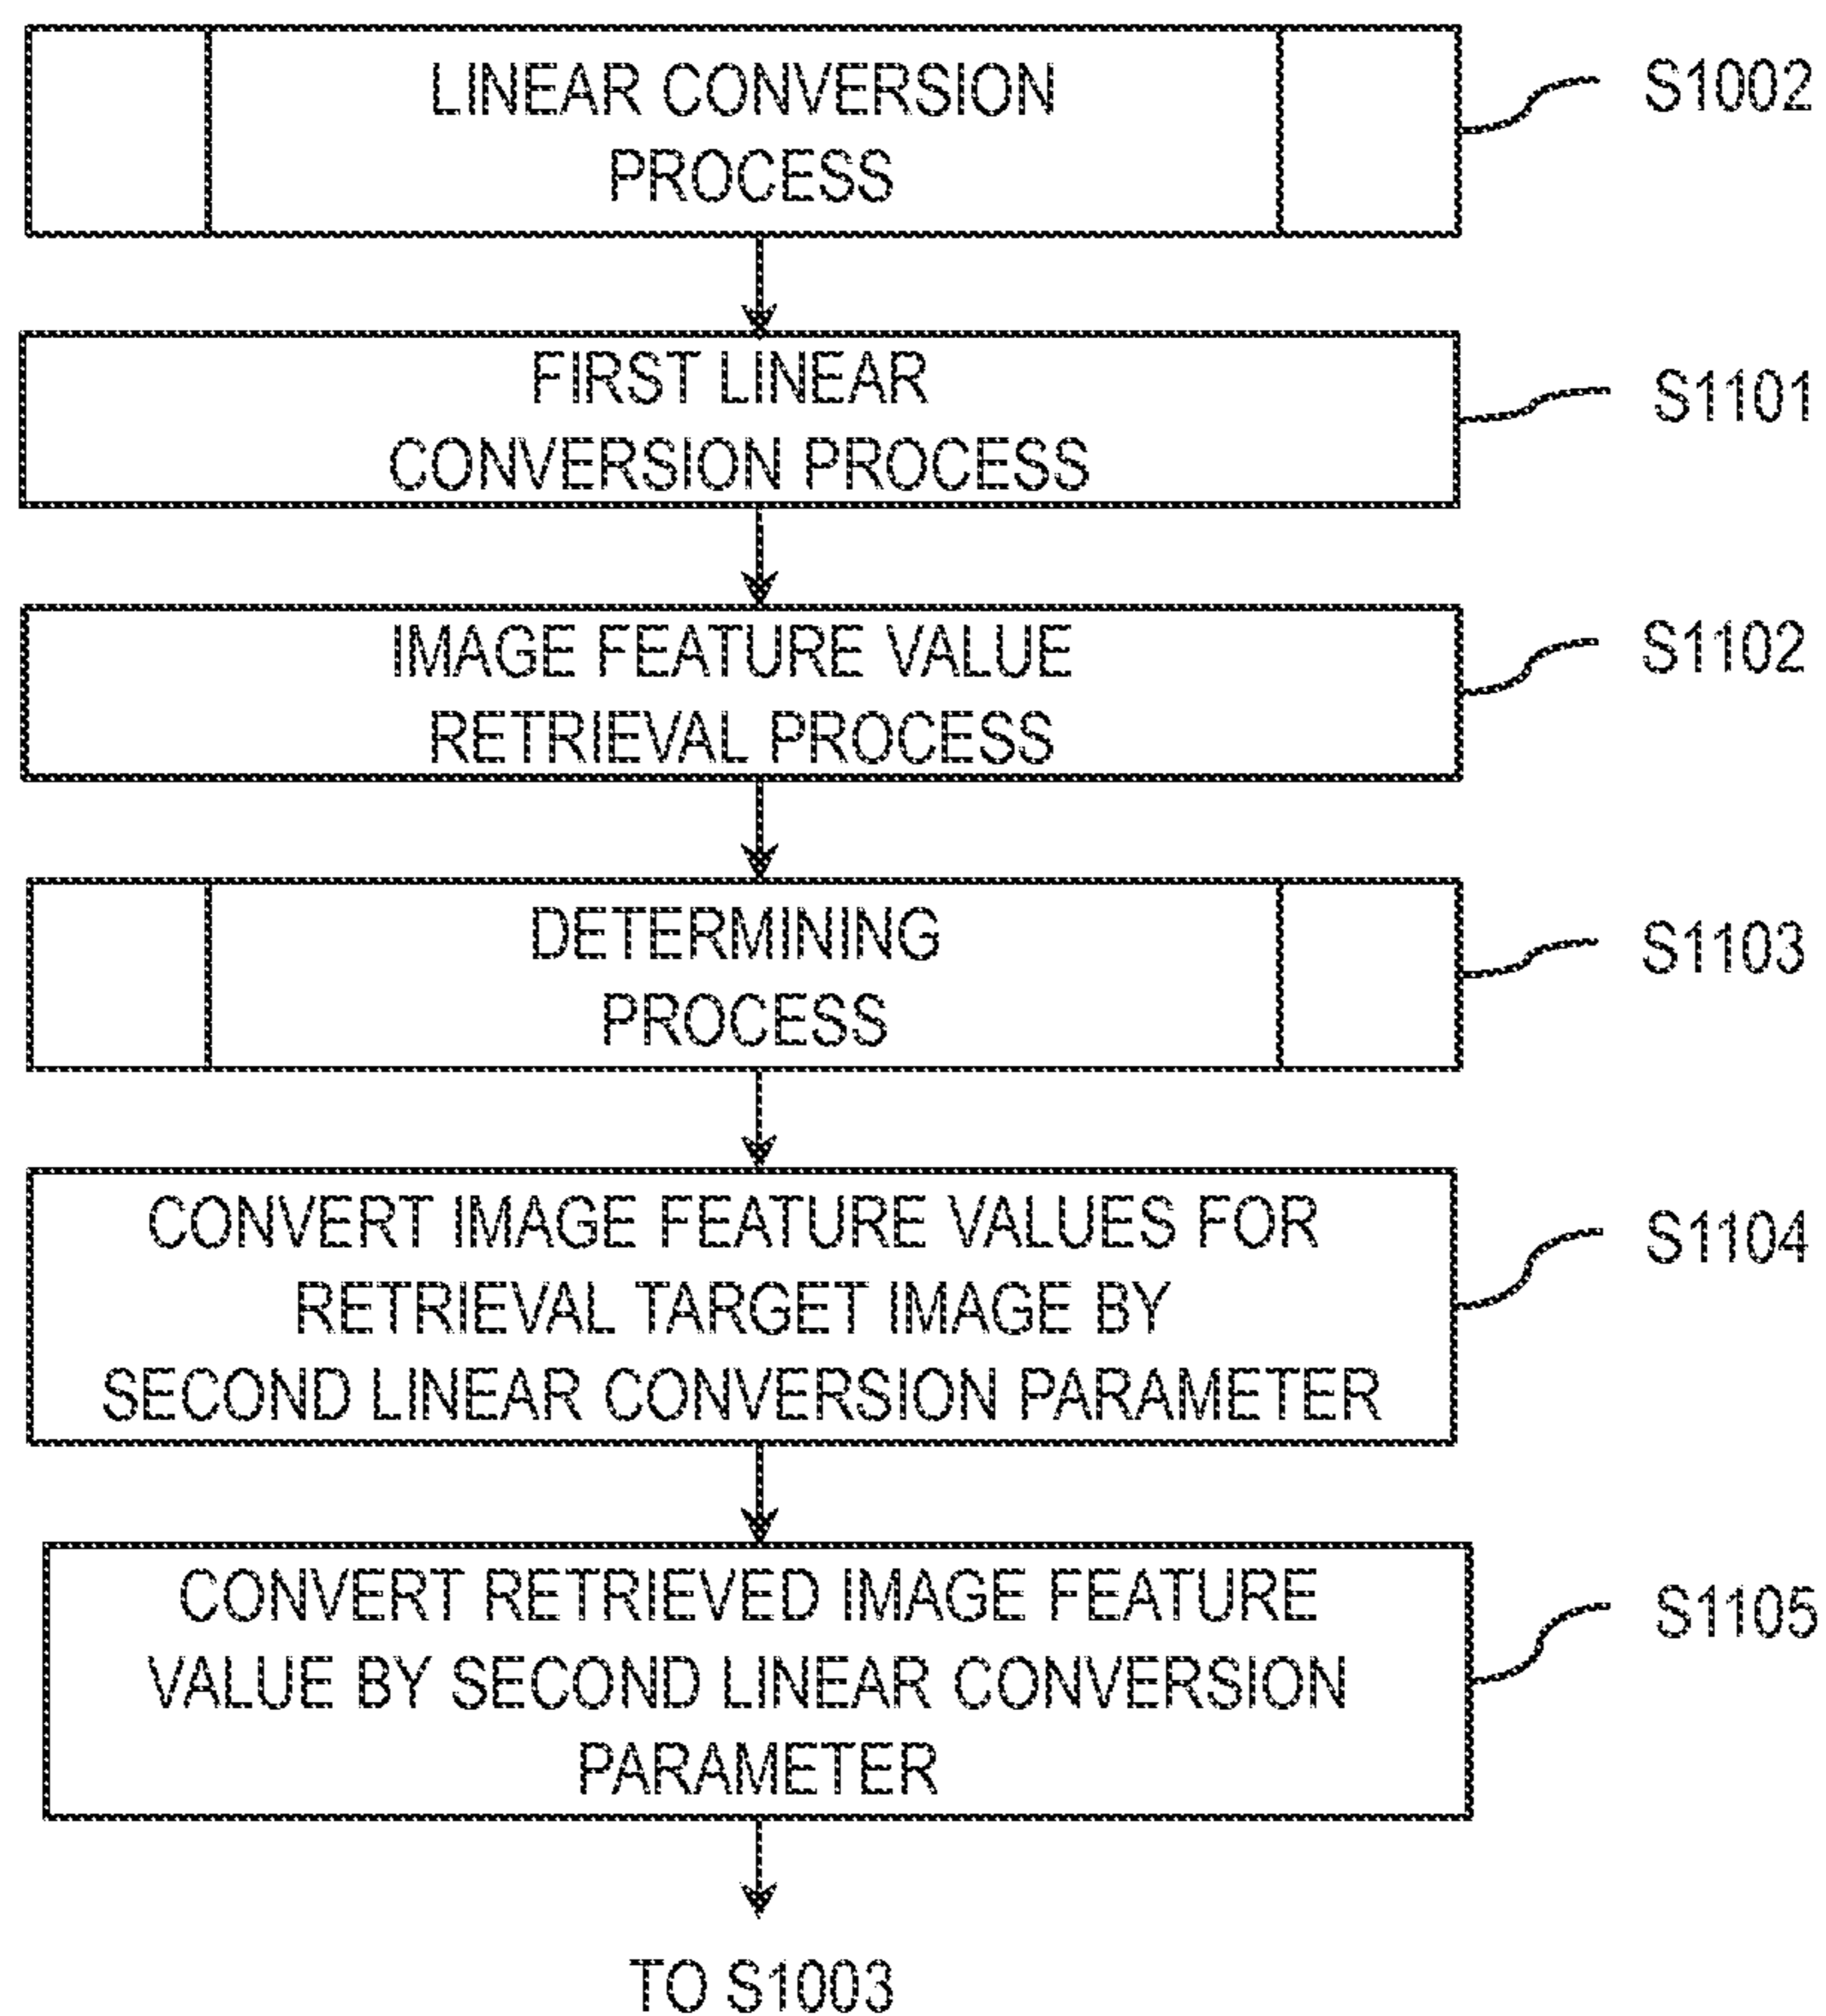 LINEAR CONVERSION
PROCESS
S1002
FIRST LINEAR
CONVERSION PROCESS
S1101
IMAGE FEATURE VALUE
RETRIEVAL PROCESS
S1102
DETERMINING
PROCESS
S1103
CONVERT IMAGE FEATURE VALUES FOR
RETRIEVAL TARGET IMAGE BY
SECOND LINEAR CONVERSION PARAMETER
S1104
CONVERT RETRIEVED IMAGE FEATURE
VALUE BY SECOND LINEAR CONVERSION
PARAMETER
S1105
TO S1003